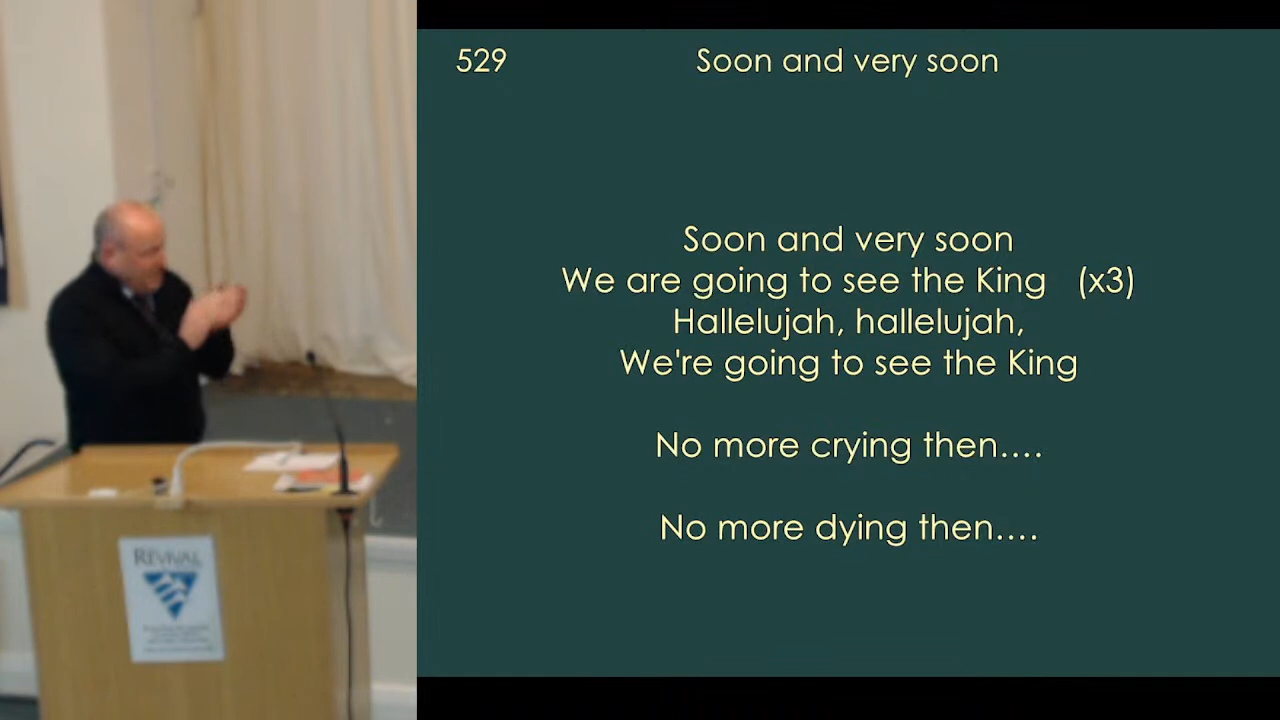 529
Soon and very soon
Soon and very soon
We are going to see the King (x3)
Hallelujah, hallelujah,
We're going to see the King
No more crying then....
No more dying then....
REVIVAL